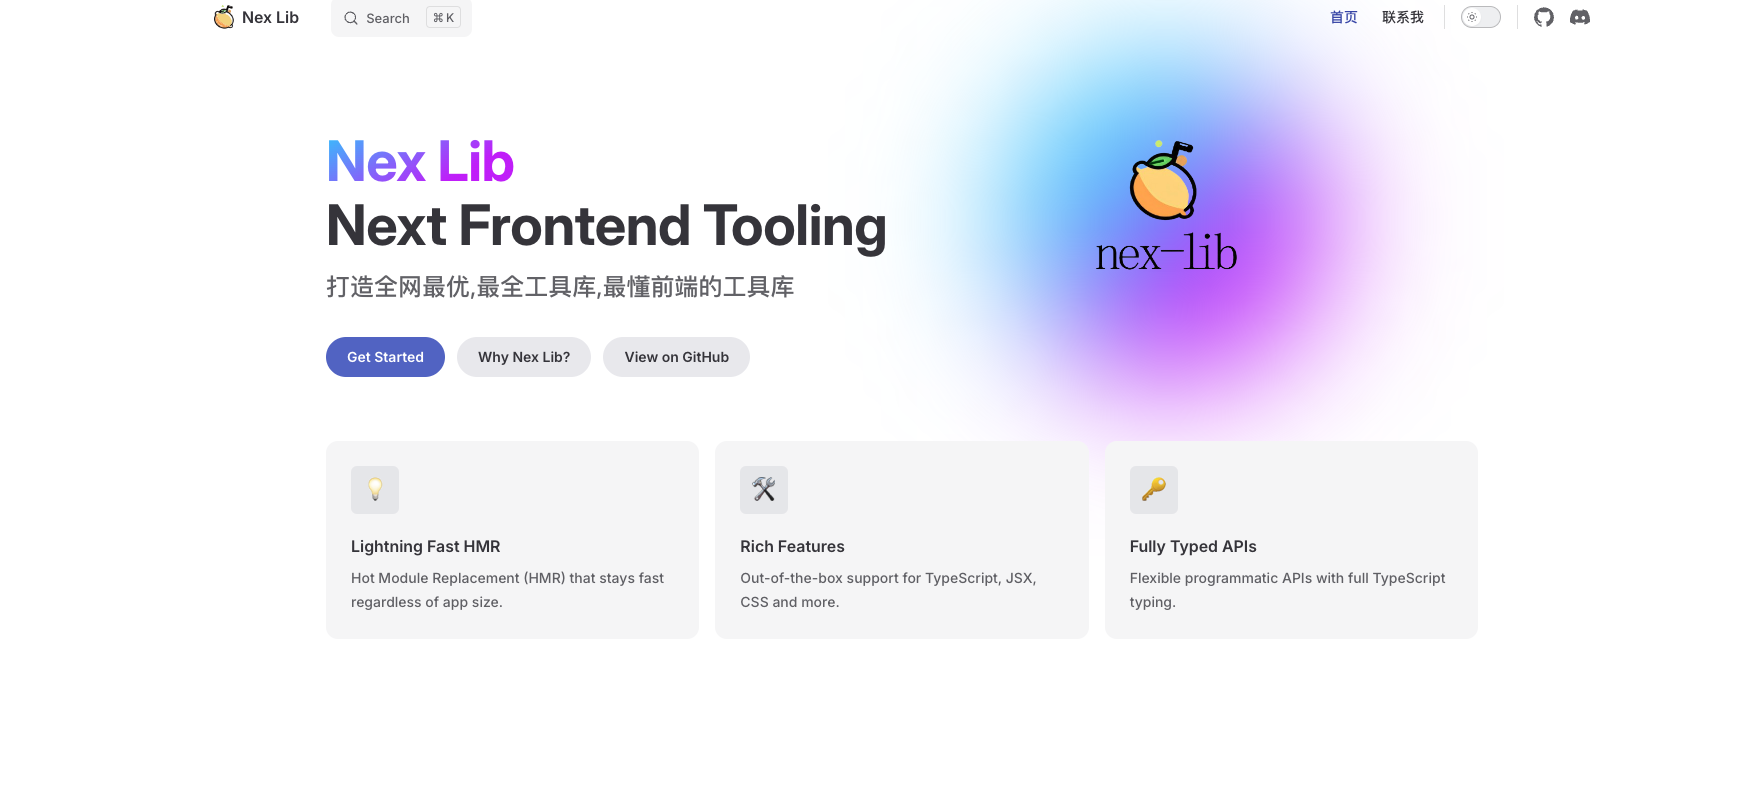 Nex Lib
Search
⌘ K
首页
联系我
Nex Lib
Next Frontend Tooling
打造全网最优,最全工具库,最懂前端的工具库
Get Started
Why Nex Lib?
View on GitHub
nex-lib
Lightning Fast HMR
Hot Module Replacement (HMR) that stays fast
regardless of app size.
Rich Features
Out-of-the-box support for TypeScript, JSX,
CSS and more.
Fully Typed APIs
Flexible programmatic APIs with full TypeScript
typing.